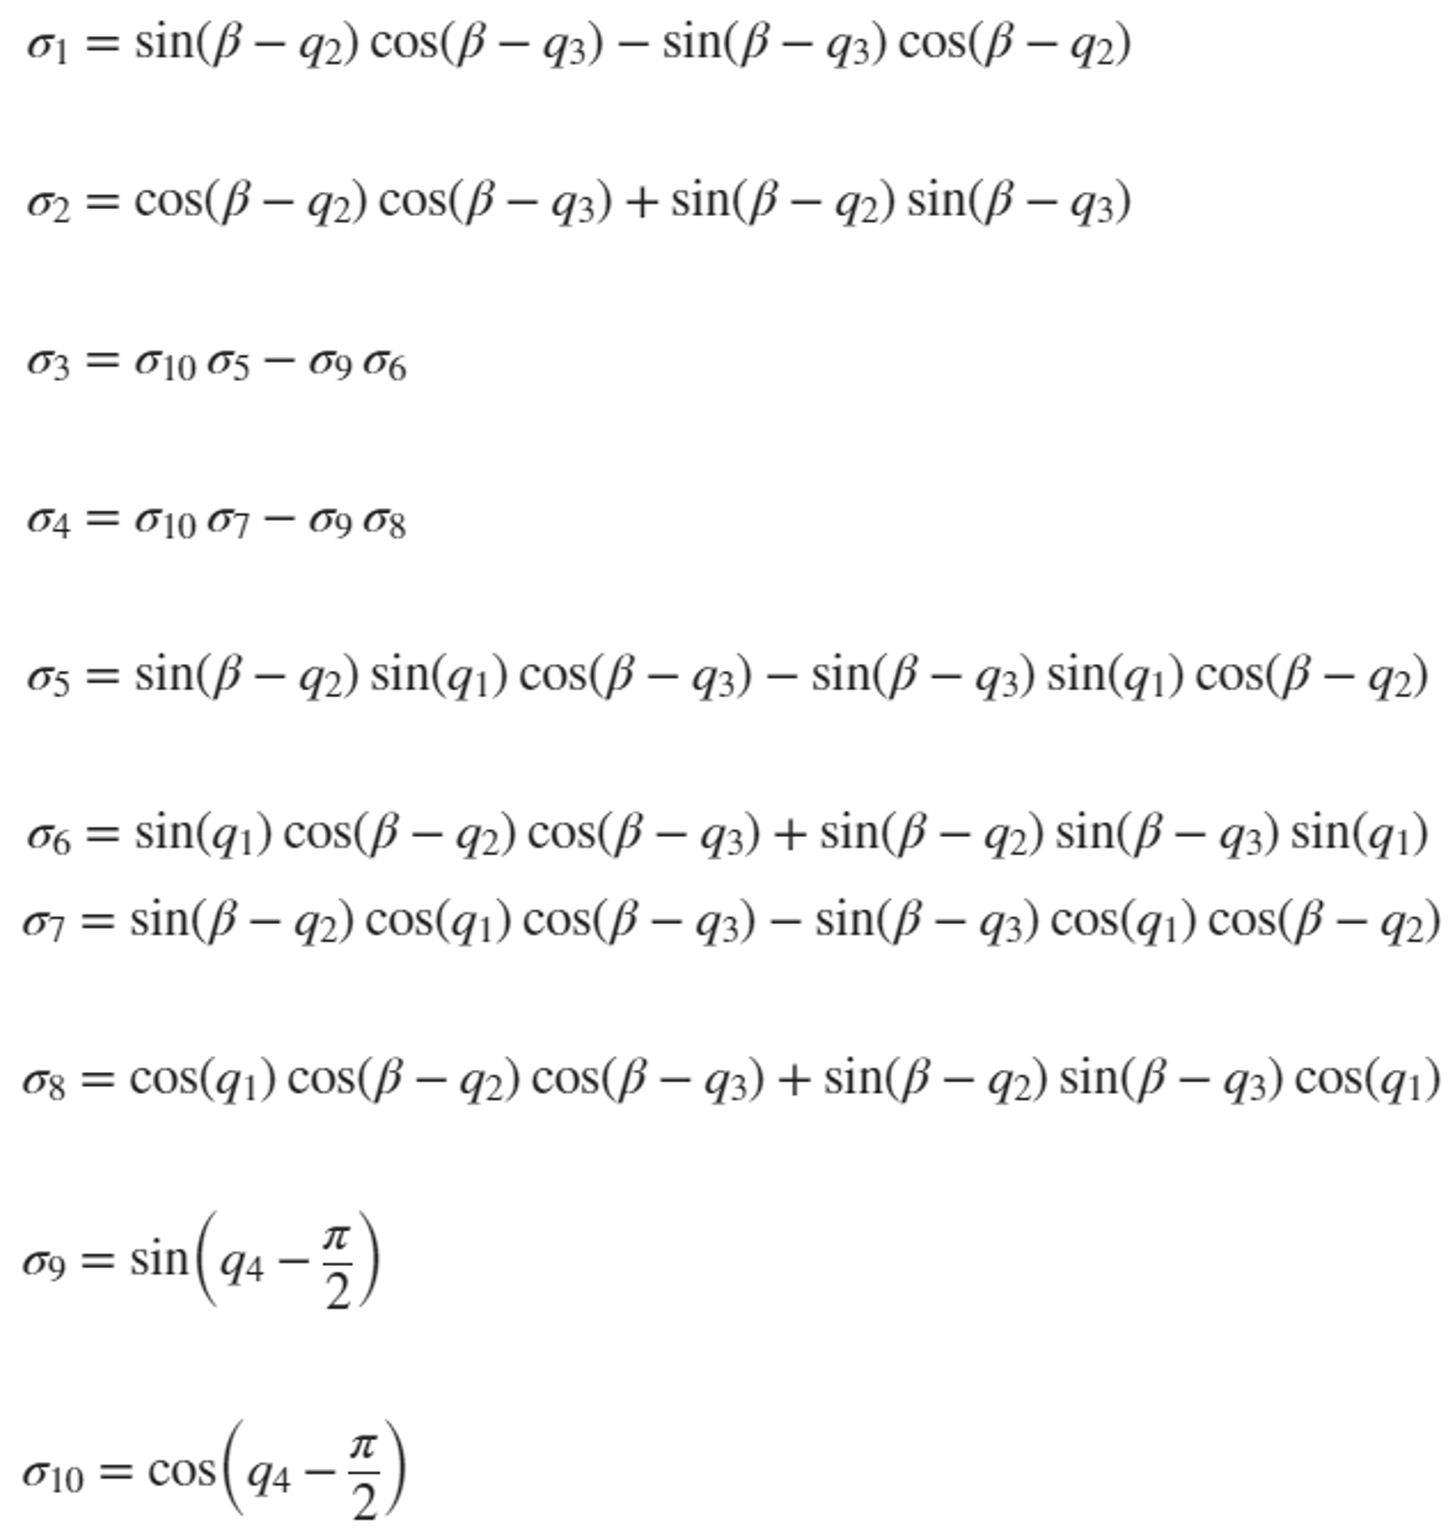 σ₁ = sin(β − q₂) cos(β − q₃) − sin(β − q₃) cos(β − q₂)
σ₂ = cos(β − q₂) cos(β − q₃) + sin(β − q₂) sin(β − q₃)
σ₃ = σ₁₀ σ₅ − σ₉ σ₆
σ₄ = σ₁₀ σ₇ − σ₉ σ₈
σ₅ = sin(β − q₂) sin(q₁) cos(β − q₃) − sin(β − q₃) sin(q₁) cos(β − q₂)
σ₆ = sin(q₁) cos(β − q₂) cos(β − q₃) + sin(β − q₂) sin(β − q₃) sin(q₁)
σ₇ = sin(β − q₂) cos(q₁) cos(β − q₃) − sin(β − q₃) cos(q₁) cos(β − q₂)
σ₈ = cos(q₁) cos(β − q₂) cos(β − q₃) + sin(β − q₂) sin(β − q₃) cos(q₁)
σ₉ = sin(q₄ − π/2)
σ₁₀ = cos(q₄ − π/2)